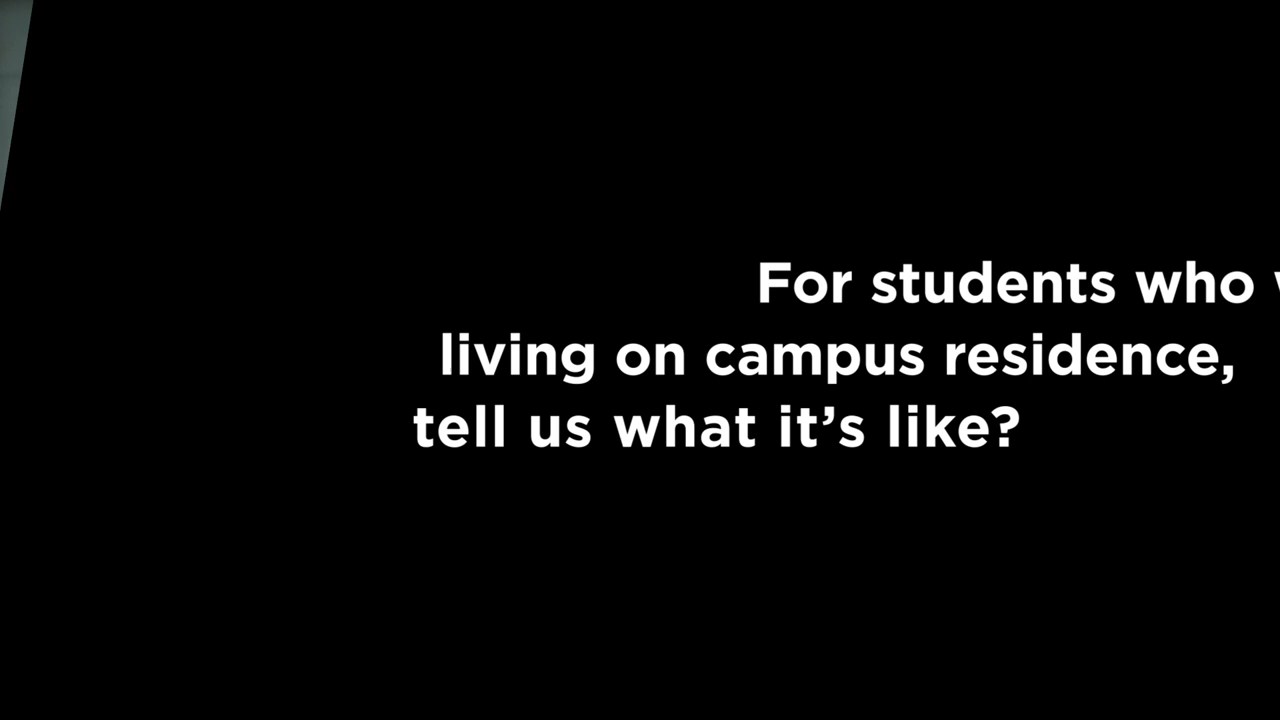 For students who
living on campus residence,
tell us what it’s like?